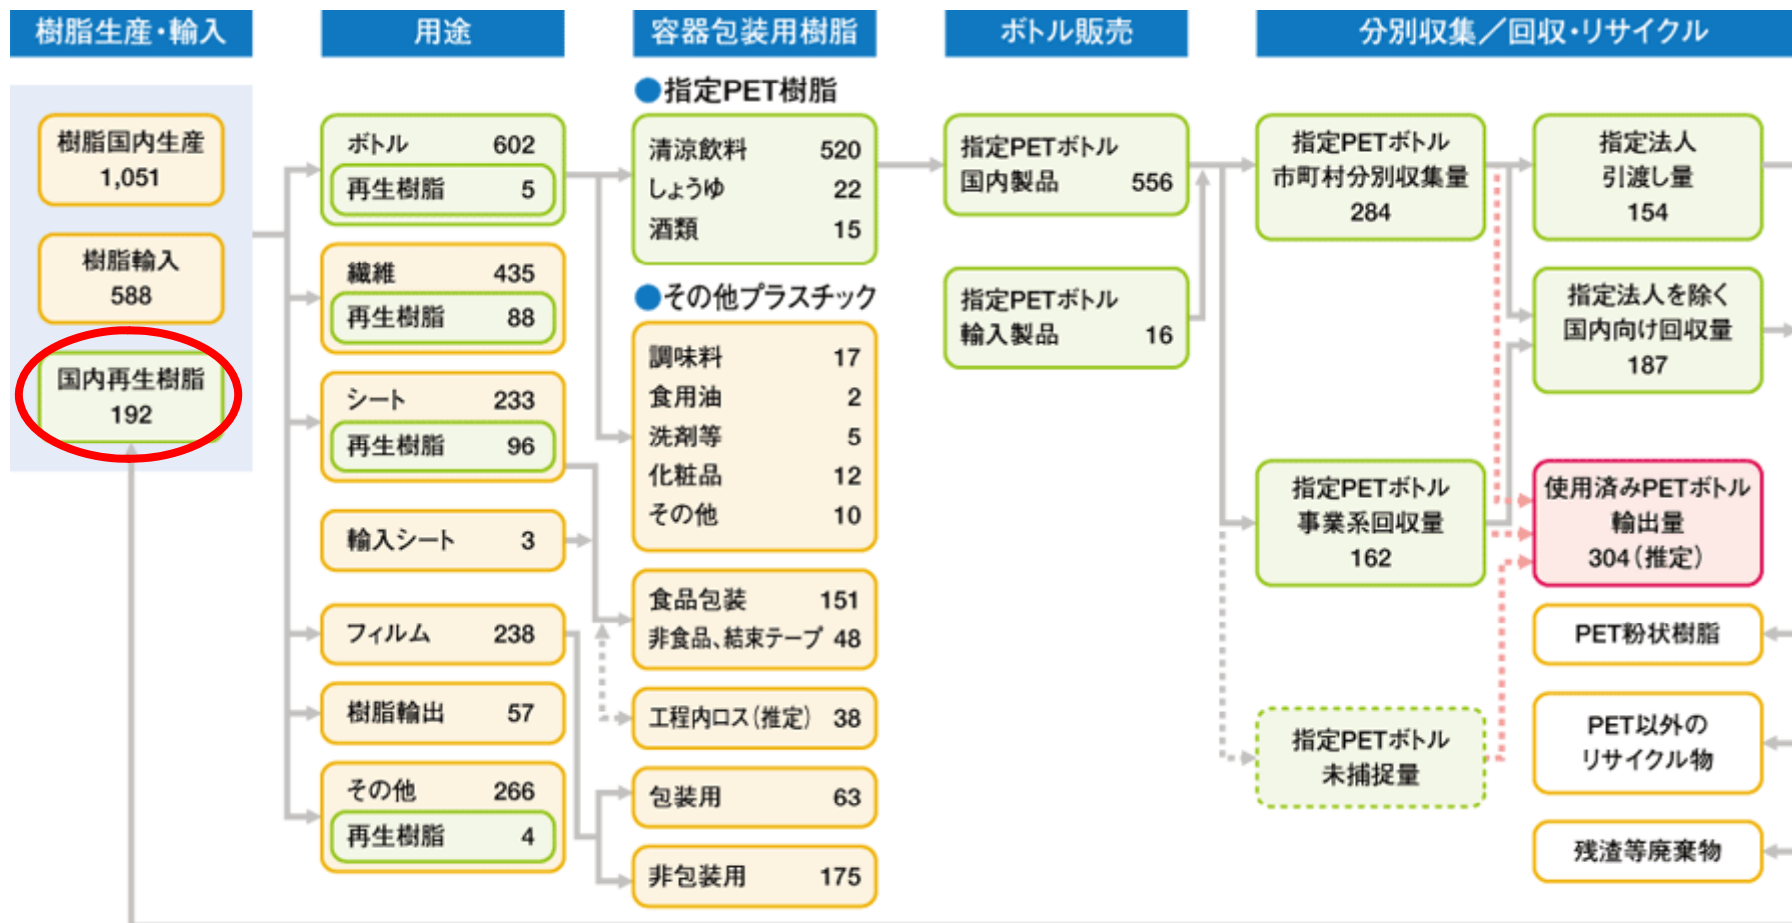 樹脂生産・輸入
樹脂国内生産
1,051
樹脂輸入
588
国内再生樹脂
192
用途
ボトル 602
再生樹脂 5
繊維 435
再生樹脂 88
シート 233
再生樹脂 96
輸入シート 3
フィルム 238
樹脂輸出 57
その他 266
再生樹脂 4
容器包装用樹脂
●指定PET樹脂
清涼飲料 520
しょうゆ 22
酒類 15
●その他プラスチック
調味料 17
食用油 2
洗剤等 5
化粧品 12
その他 10
食品包装 151
非食品、結束テープ 48
工程内ロス(推定) 38
包装用 63
非包装用 175
ボトル販売
指定PETボトル
国内製品 556
指定PETボトル
輸入製品 16
分別収集／回収・リサイクル
指定PETボトル
市町村分別収集量
284
指定PETボトル
事業系回収量
162
指定PETボトル
未捕捉量
指定法人
引渡し量
154
指定法人を除く
国内向け回収量
187
使用済みPETボトル
輸出量
304(推定)
PET粉状樹脂
PET以外の
リサイクル物
残渣等廃棄物